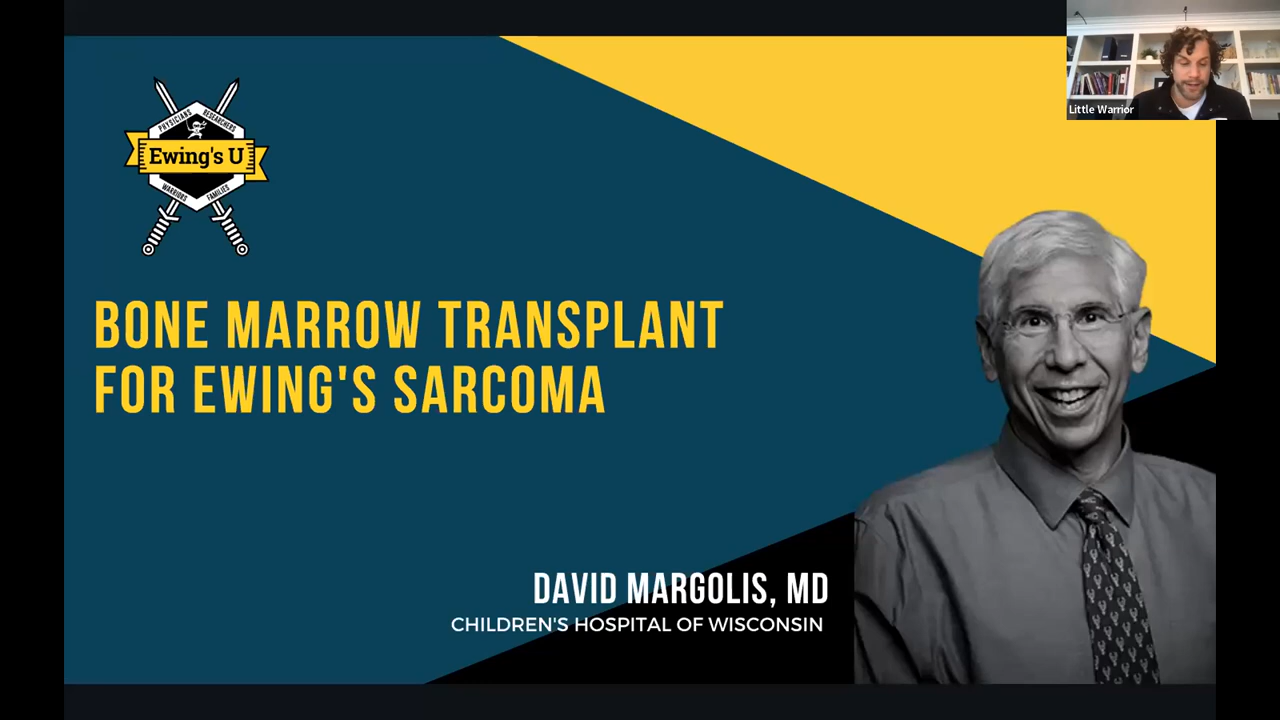 Little Warrior
PHYSICIANS
RESEARCHERS
Ewing's U
WARRIORS
FAMILIES
BONE MARROW TRANSPLANT
FOR EWING'S SARCOMA
DAVID MARGOLIS, MD
CHILDREN'S HOSPITAL OF WISCONSIN